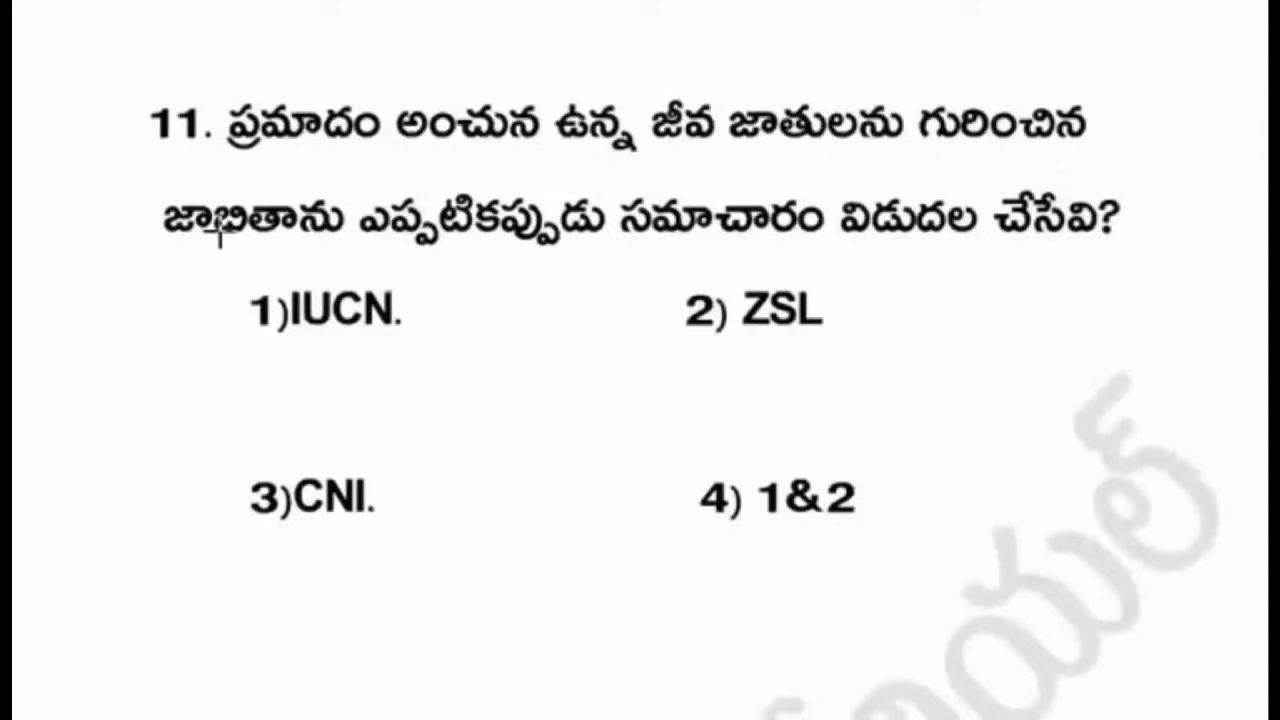 11. ప్రమాదం అంచున ఉన్న జీవ జాతులను గురించిన
జాభితాను ఎప్పటికప్పుడు సమాచారం విడుదల చేసేవి?
1)IUCN. 2) ZSL
3)CNI. 4) 1&2